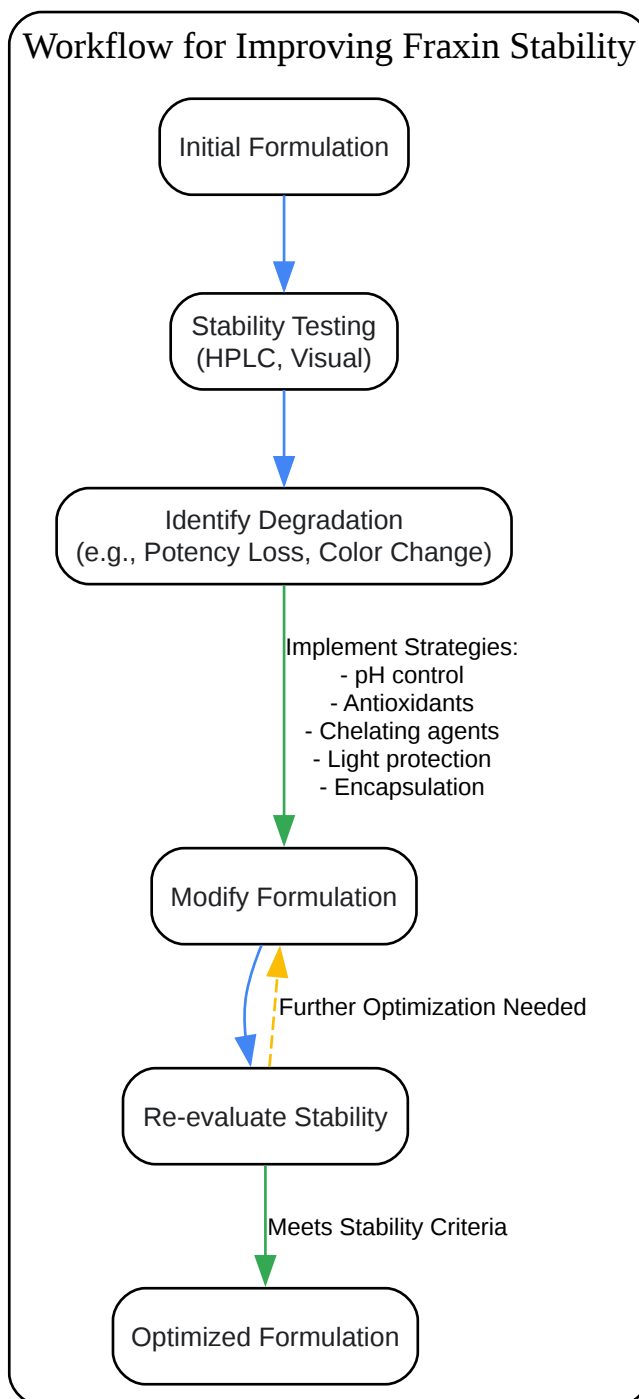 Workflow for Improving Fraxin Stability
Initial Formulation
Stability Testing
(HPLC, Visual)
Identify Degradation
(e.g., Potency Loss, Color Change)
Implement Strategies:
- pH control
- Antioxidants
- Chelating agents
- Light protection
- Encapsulation
Modify Formulation
Further Optimization Needed
Re-evaluate Stability
Meets Stability Criteria
Optimized Formulation